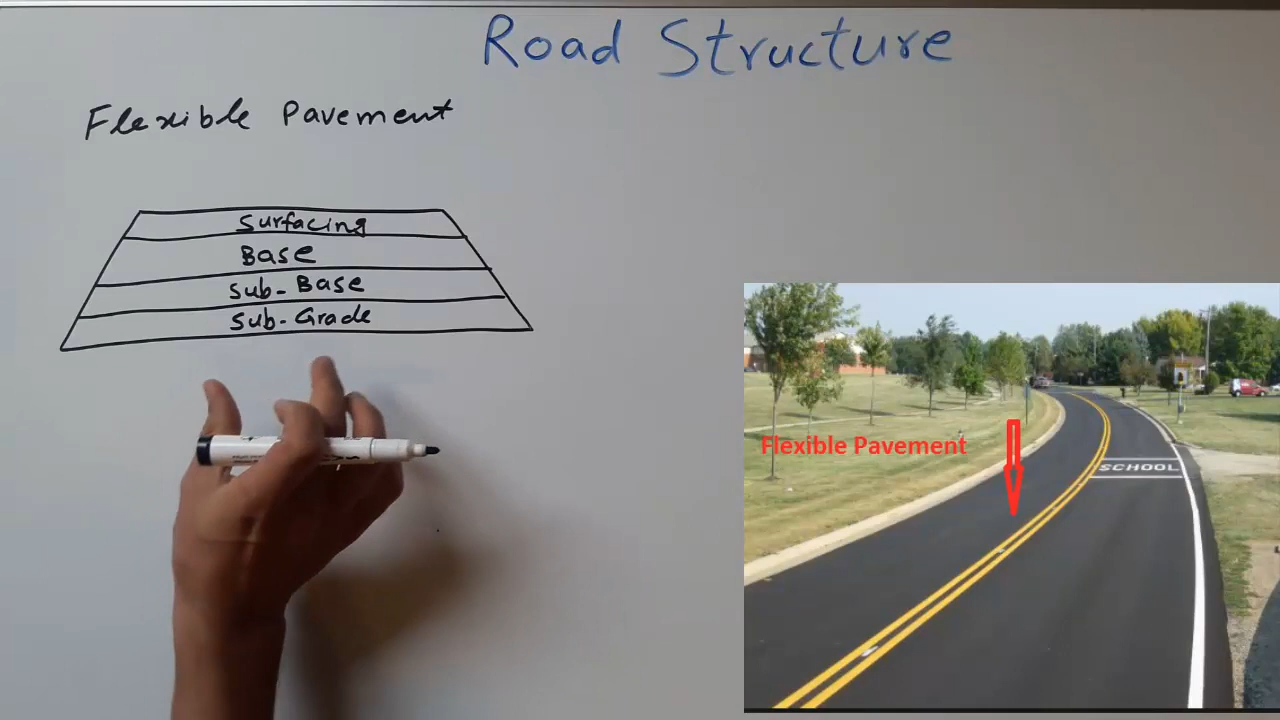 Road Structure
Flexible Pavement
Surfacing
Base
Sub-Base
Sub-Grade
Flexible Pavement
SCHOOL